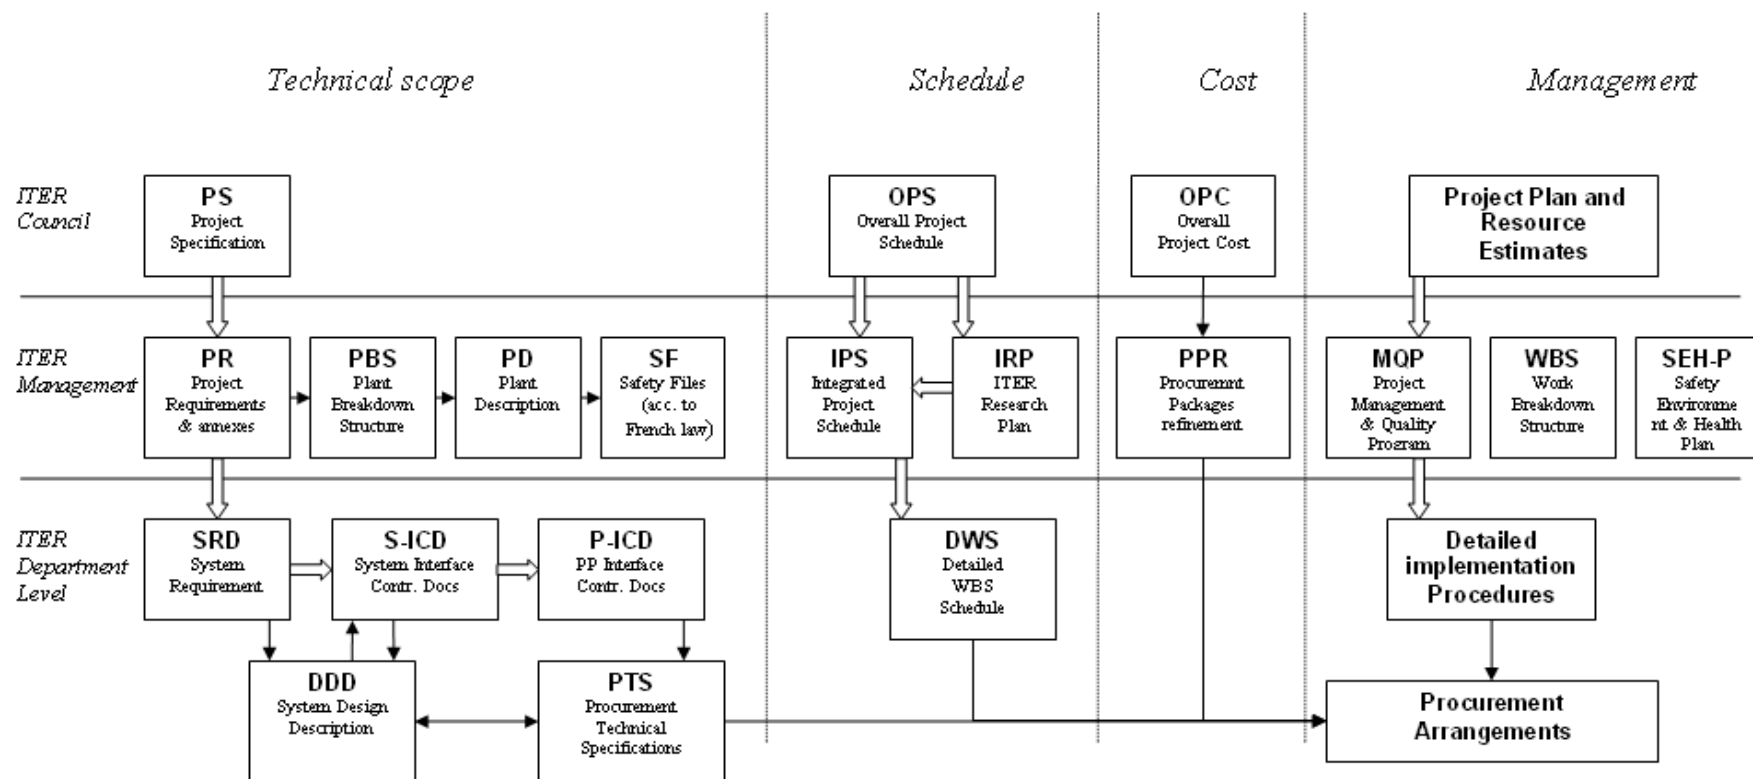 Technical scope
Schedule
Cost
Management
ITER
Council
PS
Project
Specification
OPS
Overall Project
Schedule
OPC
Overall
Project Cost
Project Plan and
Resource
Estimates
ITER
Management
PR
Project
Requirements
& annexes
PBS
Plant
Breakdown
Structure
PD
Plant
Description
SF
Safety Files
(acc. to
French law)
IPS
Integrated
Project
Schedule
IRP
ITER
Research
Plan
PPR
Procuremnt
Packages
refinement
MQP
Project
Management
& Quality
Program
WBS
Work
Breakdown
Structure
SEH-P
Safety
Environme
nt & Health
Plan
ITER
Department
Level
SRD
System
Requirement
S-ICD
System Interface
Contr. Docs
P-ICD
PP Interface
Contr. Docs
DWS
Detailed
WBS
Schedule
Detailed
implementation
Procedures
DDD
System Design
Description
PTS
Procurement
Technical
Specifications
Procurement
Arrangements